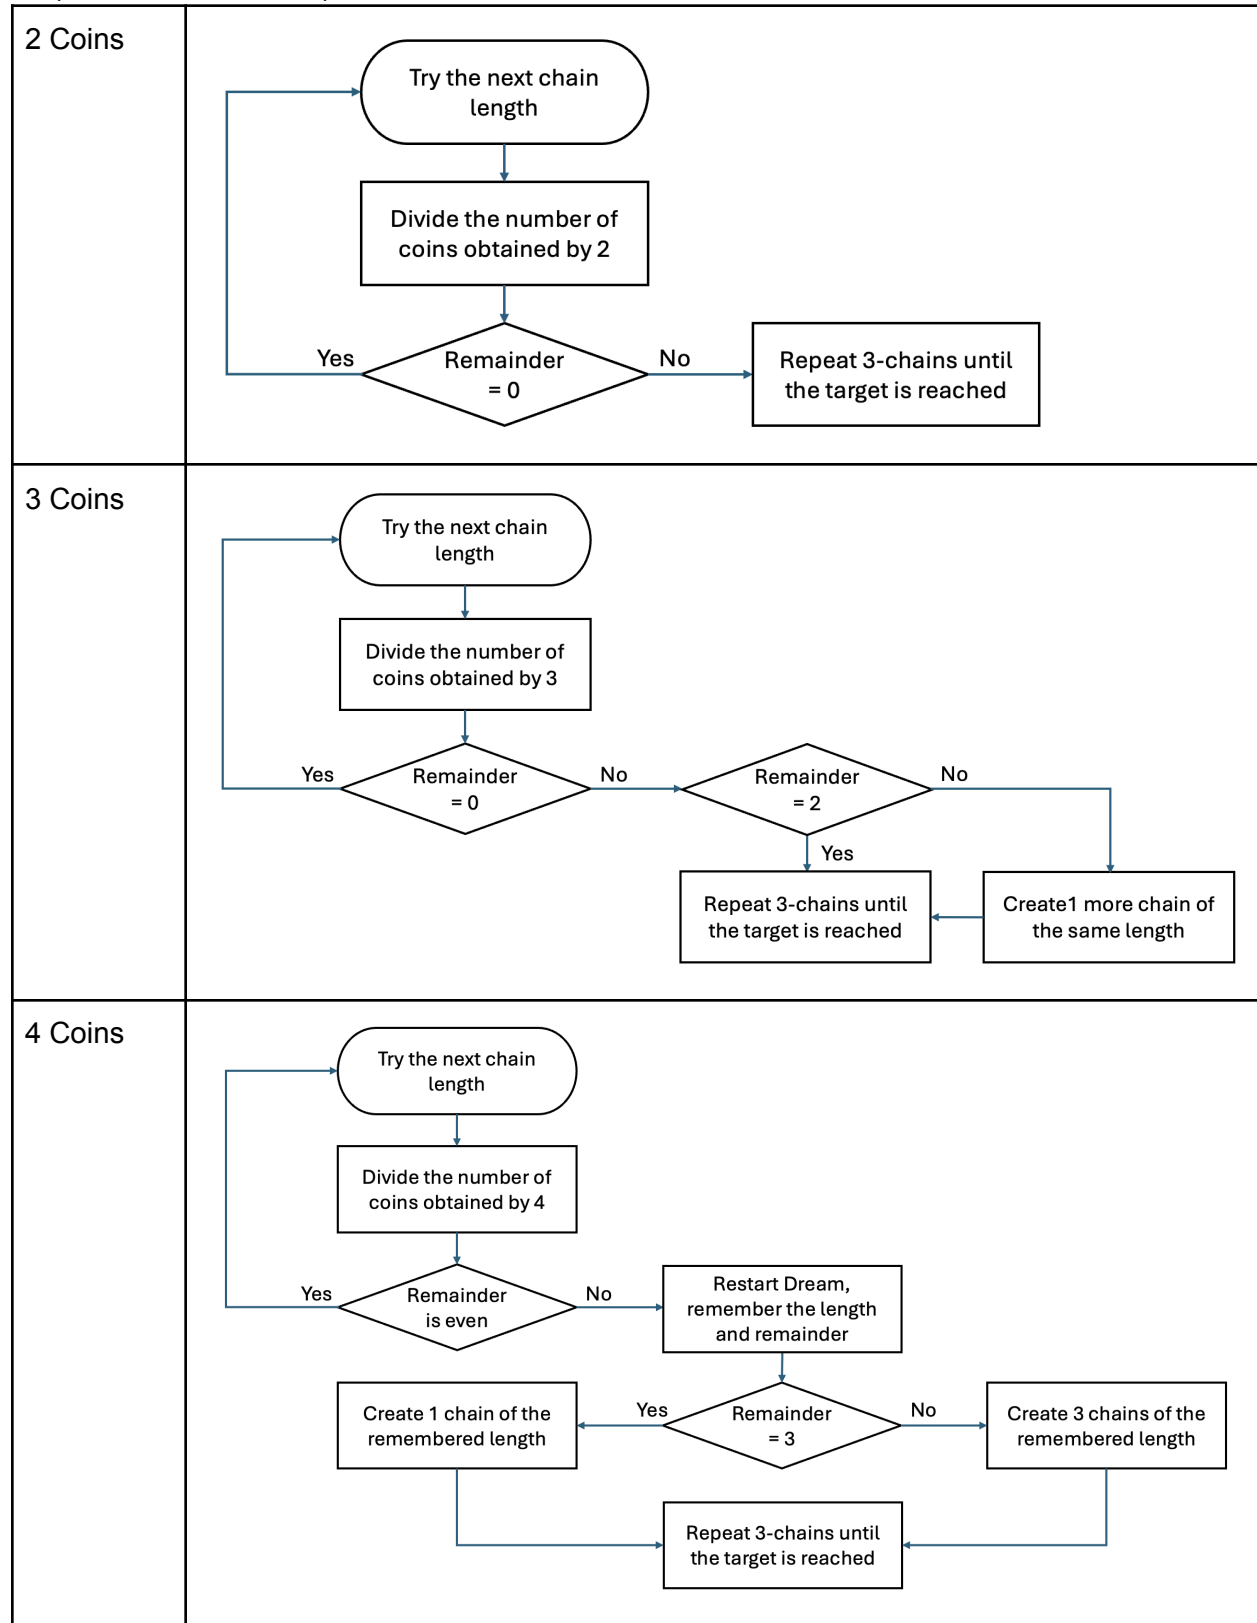 2 Coins
Try the next chain
length
Divide the number of
coins obtained by 2
Yes
Remainder
= 0
No
Repeat 3-chains until
the target is reached
3 Coins
Try the next chain
length
Divide the number of
coins obtained by 3
Yes
Remainder
= 0
No
Remainder
= 2
No
Yes
Repeat 3-chains until
the target is reached
Create1 more chain of
the same length
4 Coins
Try the next chain
length
Divide the number of
coins obtained by 4
Yes
Remainder
is even
No
Restart Dream,
remember the length
and remainder
Create 1 chain of the
remembered length
Yes
Remainder
= 3
No
Create 3 chains of the
remembered length
Repeat 3-chains until
the target is reached